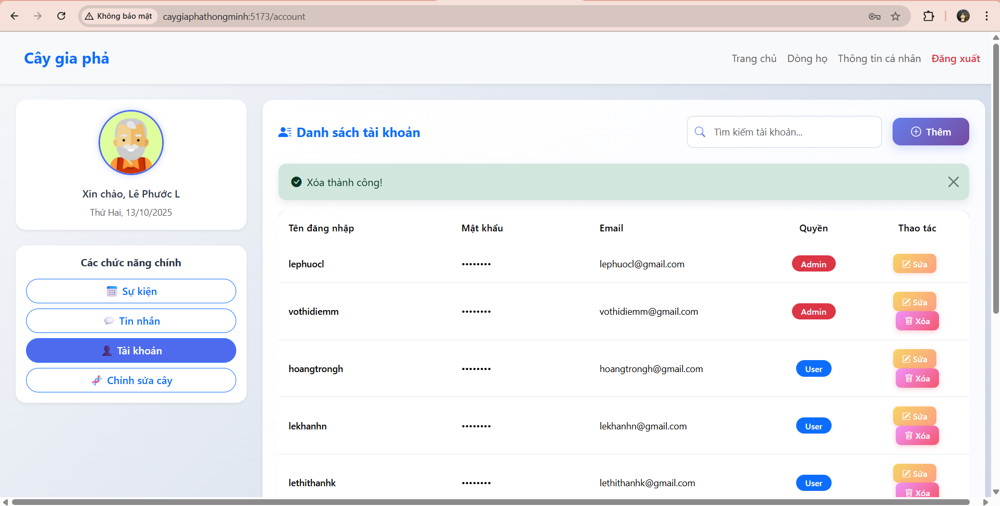 Không bảo mật
caygiaphathongminh:5173/account
Cây gia phả
Trang chủ Dòng họ Thông tin cá nhân Đăng xuất
Xin chào, Lê Phước L
Thứ Hai, 13/10/2025
Các chức năng chính
Sự kiện
Tin nhắn
Tài khoản
Chỉnh sửa cây
Danh sách tài khoản
Tìm kiếm tài khoản...
Thêm
Xóa thành công!
Tên đăng nhập Mật khẩu Email Quyền Thao tác
lephuocl •••••••• lephuocl@gmail.com Admin Sửa
vothidiemm •••••••• vothidiemm@gmail.com Admin Sửa
Xóa
hoangtrongh •••••••• hoangtrongh@gmail.com User Sửa
Xóa
lekhanhn •••••••• lekhanhn@gmail.com User Sửa
Xóa
lethithanhk •••••••• lethithanhk@gmail.com User Sửa
Xóa